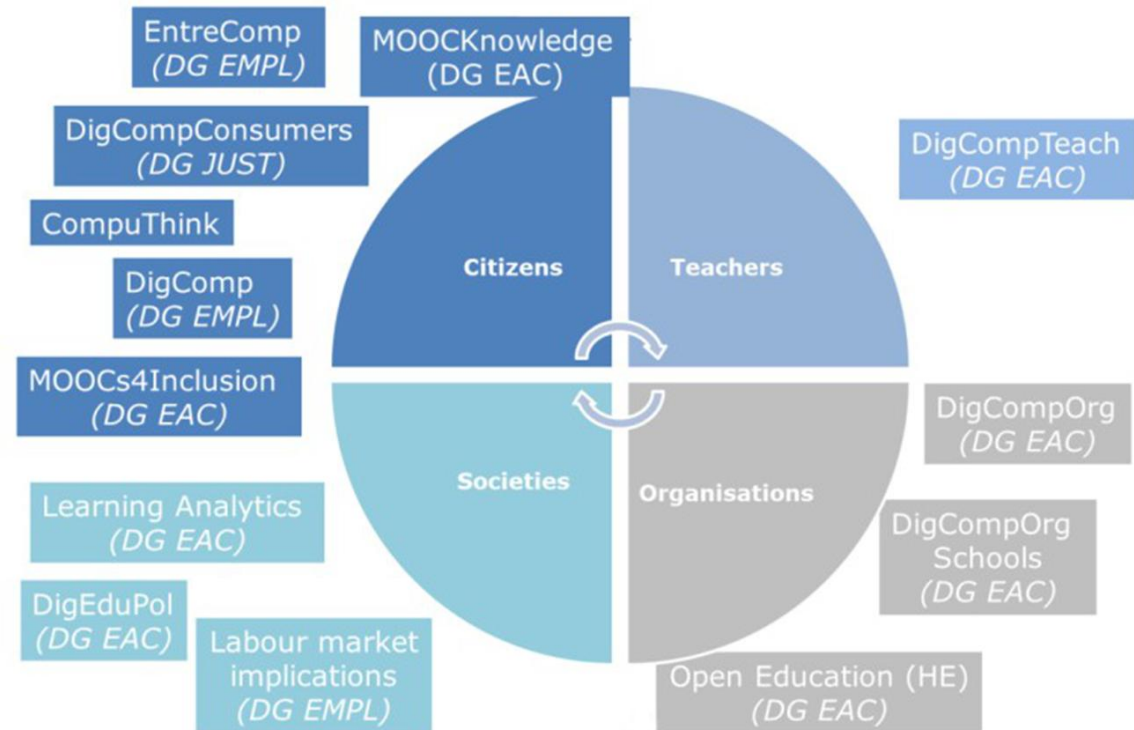 EntreComp
(DG EMPL)
MOOCKnowledge
(DG EAC)
DigCompConsumers
(DG JUST)
CompuThink
DigComp
(DG EMPL)
MOOCs4Inclusion
(DG EAC)
Citizens
Teachers
DigCompTeach
(DG EAC)
Societies
Organisations
Learning Analytics
(DG EAC)
DigEduPol
(DG EAC)
Labour market
implications
(DG EMPL)
DigCompOrg
(DG EAC)
DigCompOrg
Schools
(DG EAC)
Open Education (HE)
(DG EAC)